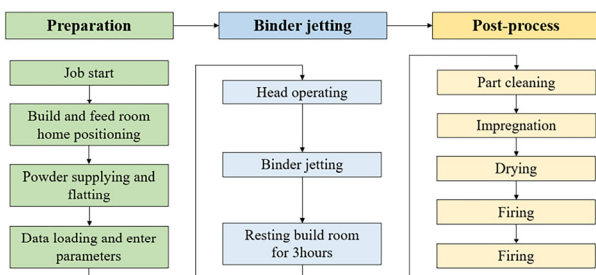 Preparation
Binder jetting
Post-process
Job start
Build and feed room
home positioning
Powder supplying and
flatting
Data loading and enter
parameters
Head operating
Binder jetting
Resting build room
for 3hours
Part cleaning
Impregnation
Drying
Firing
Firing